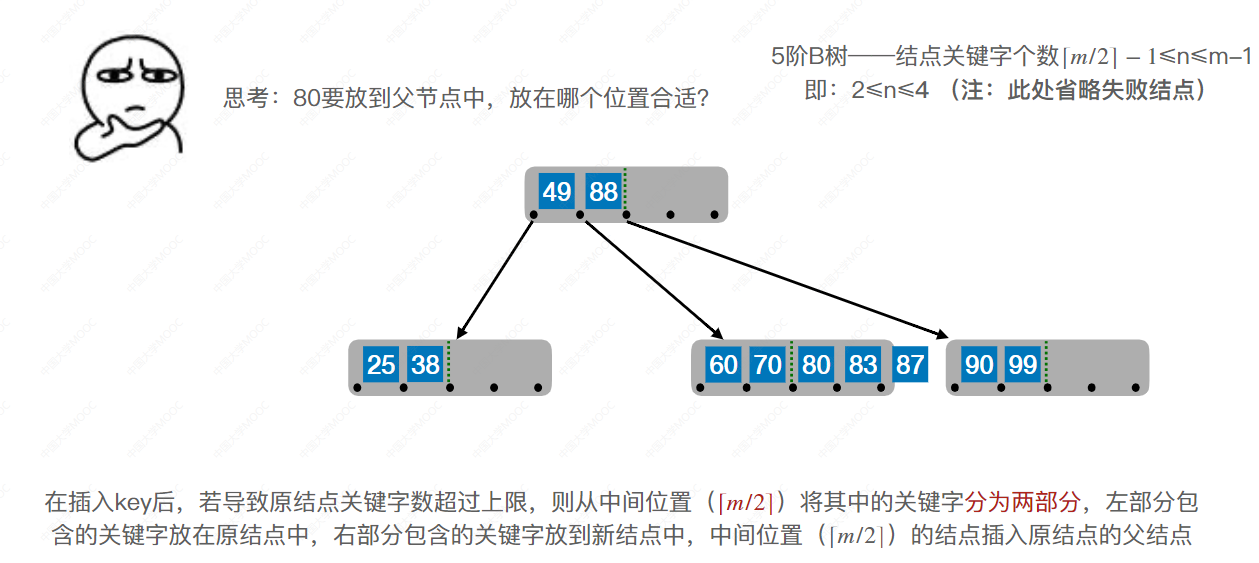 5阶B树——结点关键字个数⌈m/2⌉ – 1≤n≤m–1
即：2≤n≤4 （注：此处省略失败结点）
思考：80要放到父节点中，放在哪个位置合适？
49 88
25 38
60 70 80 83 87
90 99
在插入key后，若导致原结点关键字数超过上限，则从中间位置（⌈m/2⌉）将其中的关键字分为两部分，左部分包
含的关键字放在原结点中，右部分包含的关键字放到新结点中，中间位置（⌈m/2⌉）的结点插入原结点的父结点